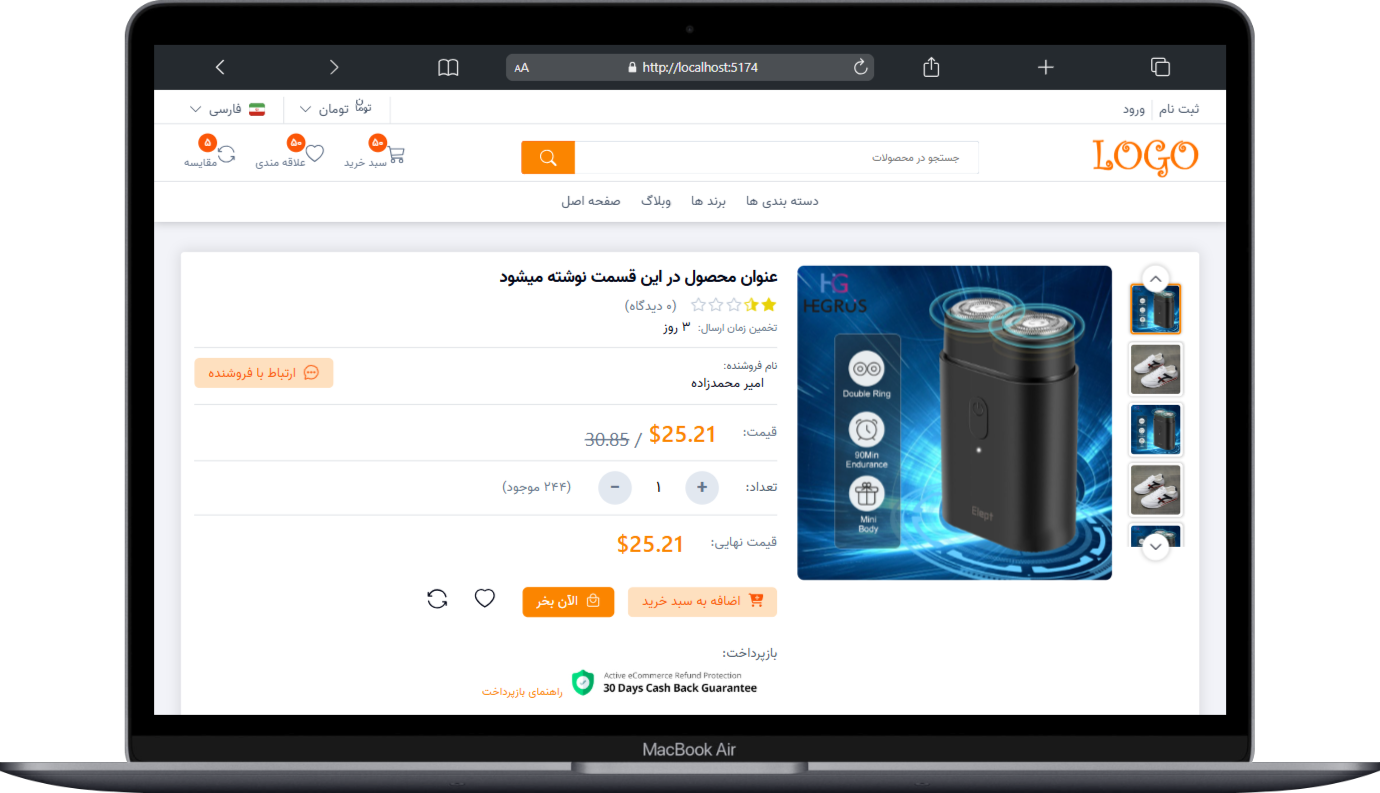 AA http://localhost:5174
ثبت نام ورود تومان فارسی
LOGO
جستجو در محصولات
۵۰ سبد خرید
۵۰ علاقه مندی
۵ مقایسه
دسته بندی ها برند ها وبلاگ صفحه اصل
HG
HEGRUS
Double Ring
90Min
Endurance
Mini
Body
Elept
عنوان محصول در این قسمت نوشته میشود
(۰ دیدگاه)
تخمین زمان ارسال: ۳ روز
نام فروشنده:
امیر محمدزاده
ارتباط با فروشنده
قیمت: $25.21 / 30.85
تعداد: + ۱ − (۲۴۴ موجود)
قیمت نهایی: $25.21
اضافه به سبد خرید الآن بخر
بازپرداخت:
Active eCommerce Refund Protection
30 Days Cash Back Guarantee
راهنمای بازپرداخت
MacBook Air